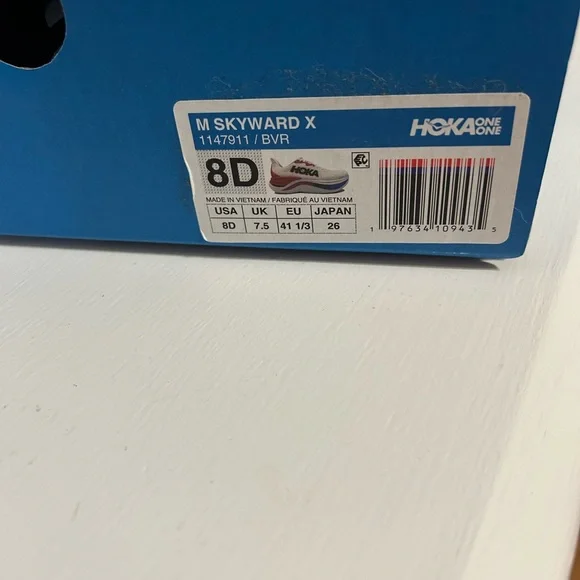 M SKYWARD X
1147911 / BVR
HOKA ONE ONE
8D
HOKA
MADE IN VIETNAM / FABRIQUÉ AU VIETNAM
USA UK EU JAPAN
8D 7.5 41 1/3 26
1 97634 10943 5